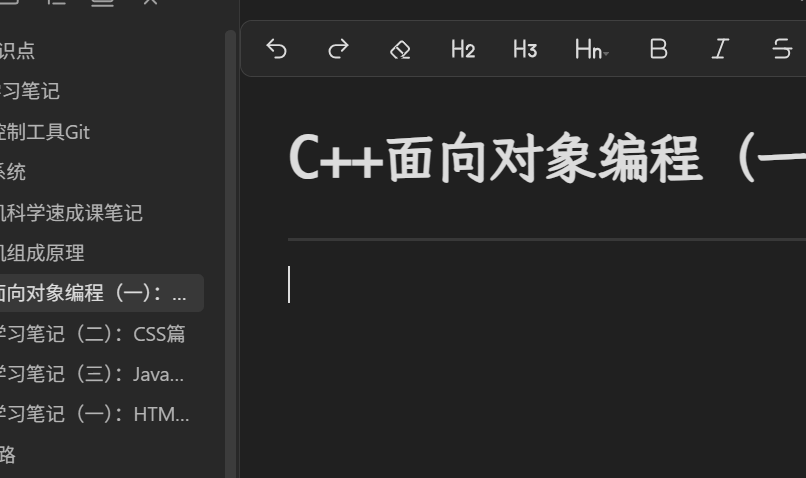 识点
学习笔记
控制工具Git
系统
机科学速成课笔记
机组成原理
面向对象编程（一）：...
学习笔记（二）：CSS篇
学习笔记（三）：Java...
学习笔记（一）：HTM...
路
H2 H3 Hn B I S
C++面向对象编程（一